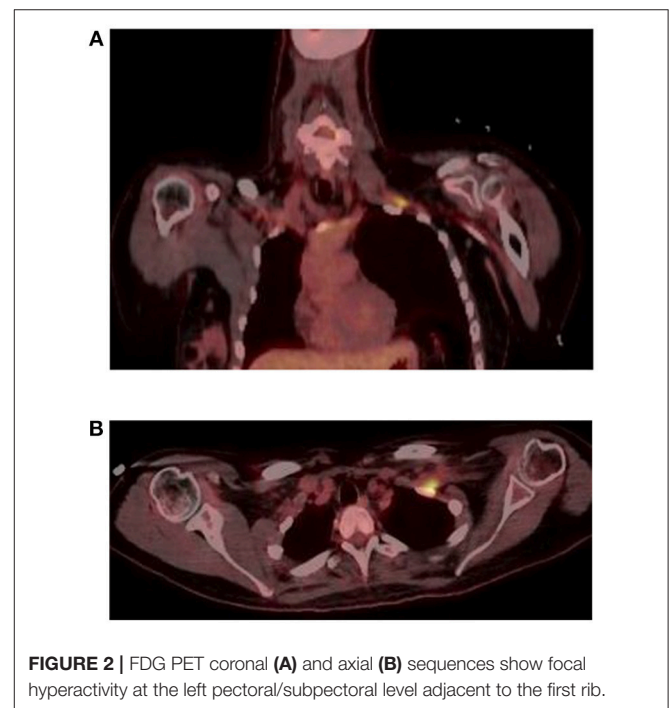 A
B
FIGURE 2 | FDG PET coronal (A) and axial (B) sequences show focal
hyperactivity at the left pectoral/subpectoral level adjacent to the first rib.